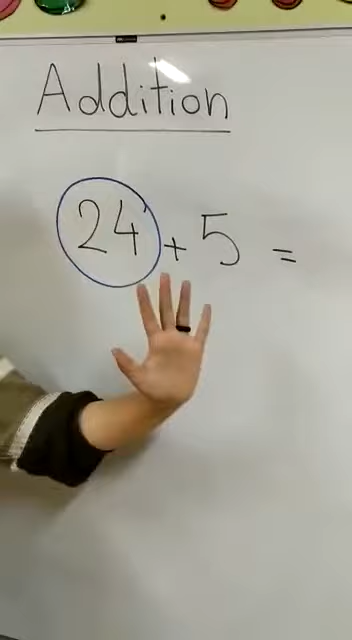 Addition
24 + 5 =